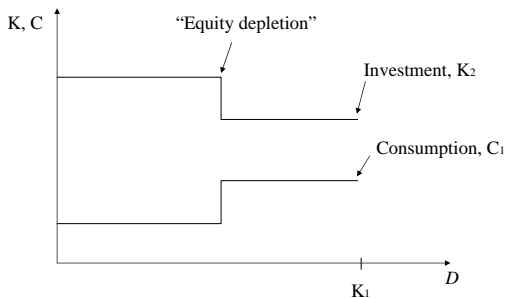 K, C
“Equity depletion”
Investment, K₂
Consumption, C₁
D
K₁